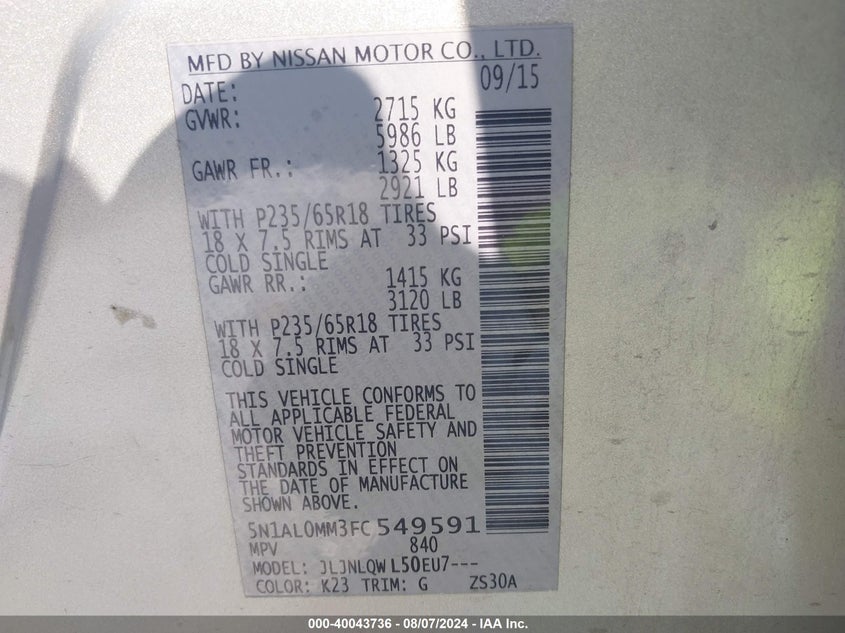 MFD BY NISSAN MOTOR CO., LTD.
DATE: 09/15
GVWR: 2715 KG
5986 LB
GAWR FR.: 1325 KG
2921 LB
WITH P235/65R18 TIRES
18 X 7.5 RIMS AT 33 PSI
COLD SINGLE
GAWR RR.: 1415 KG
3120 LB
WITH P235/65R18 TIRES
18 X 7.5 RIMS AT 33 PSI
COLD SINGLE
THIS VEHICLE CONFORMS TO
ALL APPLICABLE FEDERAL
MOTOR VEHICLE SAFETY AND
THEFT PREVENTION
STANDARDS IN EFFECT ON
THE DATE OF MANUFACTURE
SHOWN ABOVE.
5N1AL0MM3FC549591
MPV 840
MODEL: JLJNLQWL50EU7---
COLOR: K23 TRIM: G ZS30A
000-40043736 - 08/07/2024 - IAA Inc.